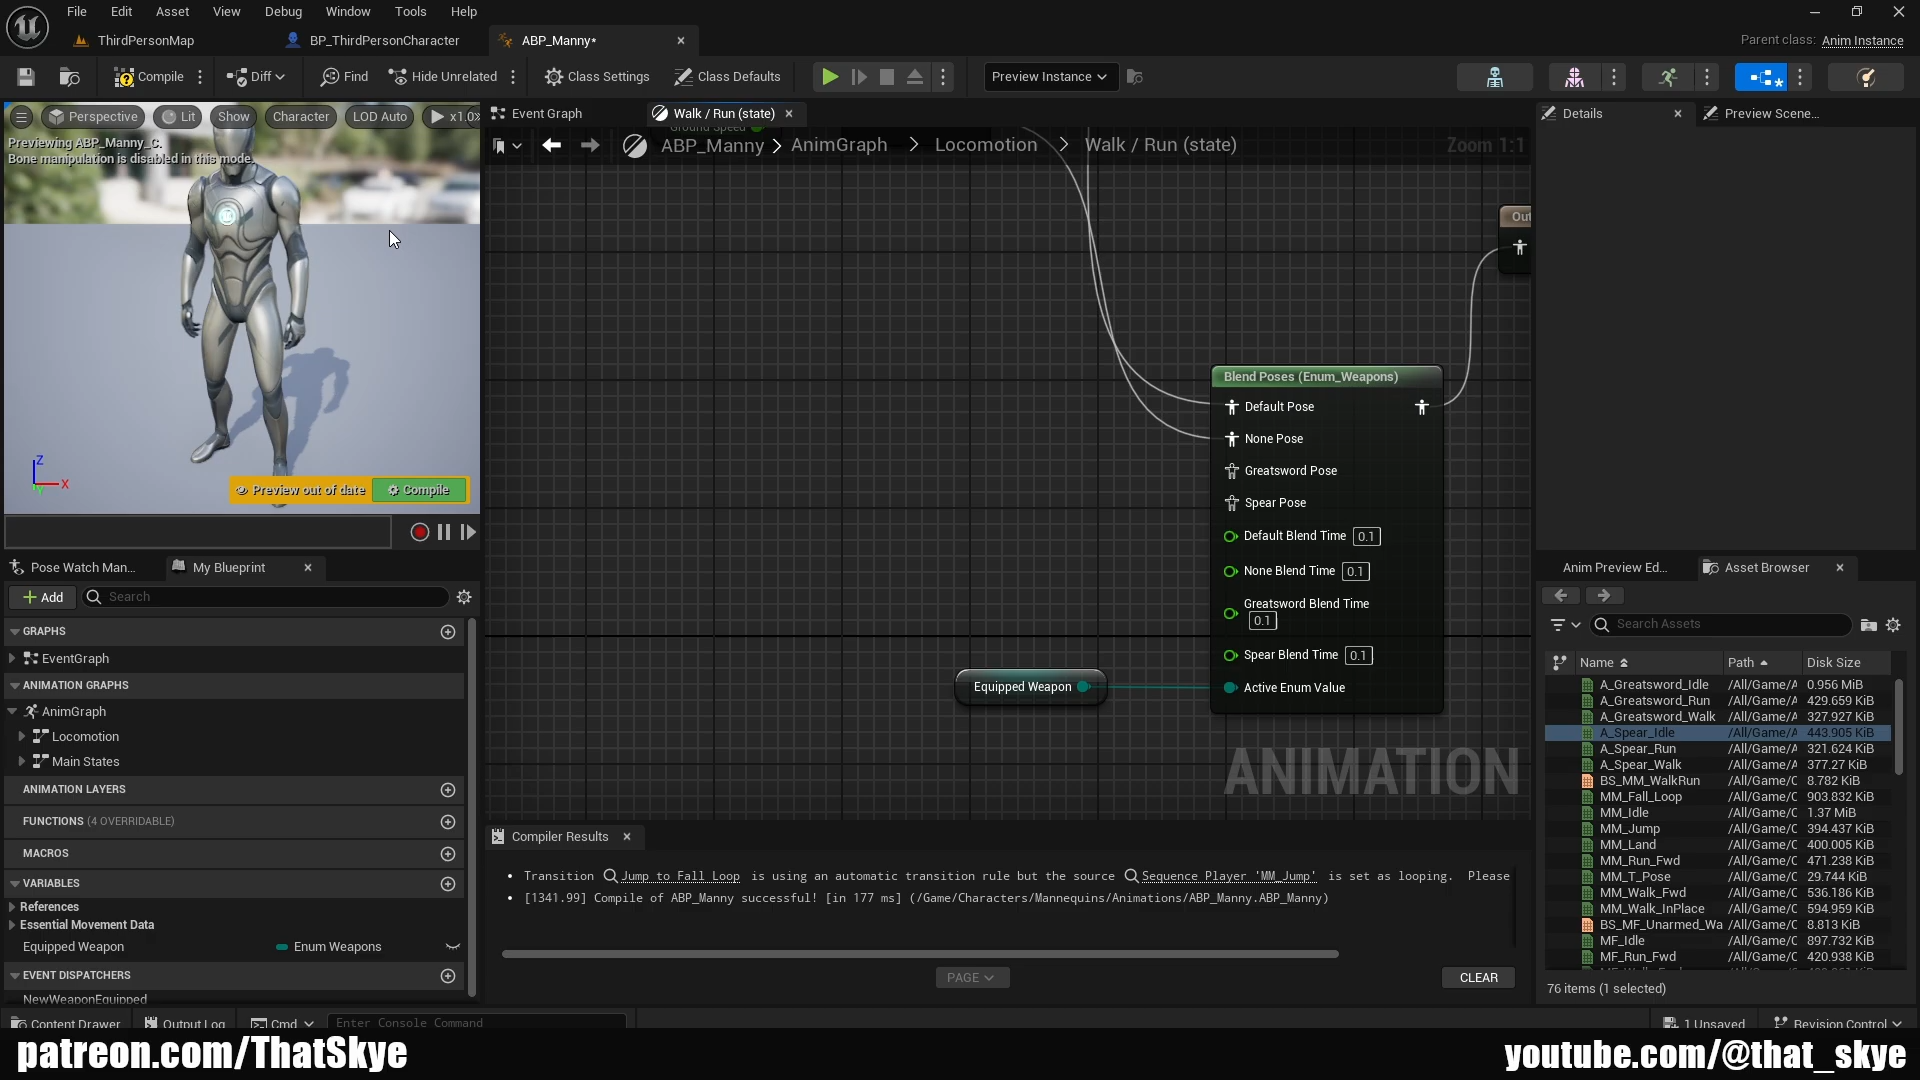 File Edit Asset View Debug Window Tools Help
ThirdPersonMap BP_ThirdPersonCharacter ABP_Manny* Parent class: Anim Instance
Compile Diff Find Hide Unrelated Class Settings Class Defaults Preview Instance
Perspective Lit Show Character LOD Auto x1.0
Previewing ABP_Manny_C.
Bone manipulation is disabled in this mode.
Z
X
Preview out of date Compile
Event Graph Walk / Run (state)
Ground Speed
ABP_Manny > AnimGraph > Locomotion > Walk / Run (state) Zoom 1:1
Out
Blend Poses (Enum_Weapons)
Default Pose
None Pose
Greatsword Pose
Spear Pose
Default Blend Time 0.1
None Blend Time 0.1
Greatsword Blend Time
0.1
Spear Blend Time 0.1
Equipped Weapon Active Enum Value
ANIMATION
Compiler Results
• Transition Jump to Fall Loop is using an automatic transition rule but the source Sequence Player 'MM_Jump' is set as looping. Please
• [1341.99] Compile of ABP_Manny successful! [in 177 ms] (/Game/Characters/Mannequins/Animations/ABP_Manny.ABP_Manny)
PAGE CLEAR
Pose Watch Man... My Blueprint
+ Add Search
GRAPHS
EventGraph
ANIMATION GRAPHS
AnimGraph
Locomotion
Main States
ANIMATION LAYERS
FUNCTIONS (4 OVERRIDABLE)
MACROS
VARIABLES
References
Essential Movement Data
Equipped Weapon Enum Weapons
EVENT DISPATCHERS
NewWeaponEquipped
Details Preview Scene...
Anim Preview Ed... Asset Browser
Search Assets
Name Path Disk Size
A_Greatsword_Idle /All/Game/A 0.956 MiB
A_Greatsword_Run /All/Game/A 429.659 KiB
A_Greatsword_Walk /All/Game/A 327.927 KiB
A_Spear_Idle /All/Game/A 443.905 KiB
A_Spear_Run /All/Game/A 321.624 KiB
A_Spear_Walk /All/Game/A 377.27 KiB
BS_MM_WalkRun /All/Game/C 8.782 KiB
MM_Fall_Loop /All/Game/C 903.832 KiB
MM_Idle /All/Game/C 1.37 MiB
MM_Jump /All/Game/C 394.437 KiB
MM_Land /All/Game/C 400.005 KiB
MM_Run_Fwd /All/Game/C 471.238 KiB
MM_T_Pose /All/Game/C 29.744 KiB
MM_Walk_Fwd /All/Game/C 536.186 KiB
MM_Walk_InPlace /All/Game/C 594.959 KiB
BS_MF_Unarmed_Wa /All/Game/C 8.813 KiB
MF_Idle /All/Game/C 897.732 KiB
MF_Run_Fwd /All/Game/C 420.938 KiB
76 items (1 selected)
Content Drawer Output Log Cmd Enter Console Command 1 Unsaved Revision Control
patreon.com/ThatSkye youtube.com/@that_skye